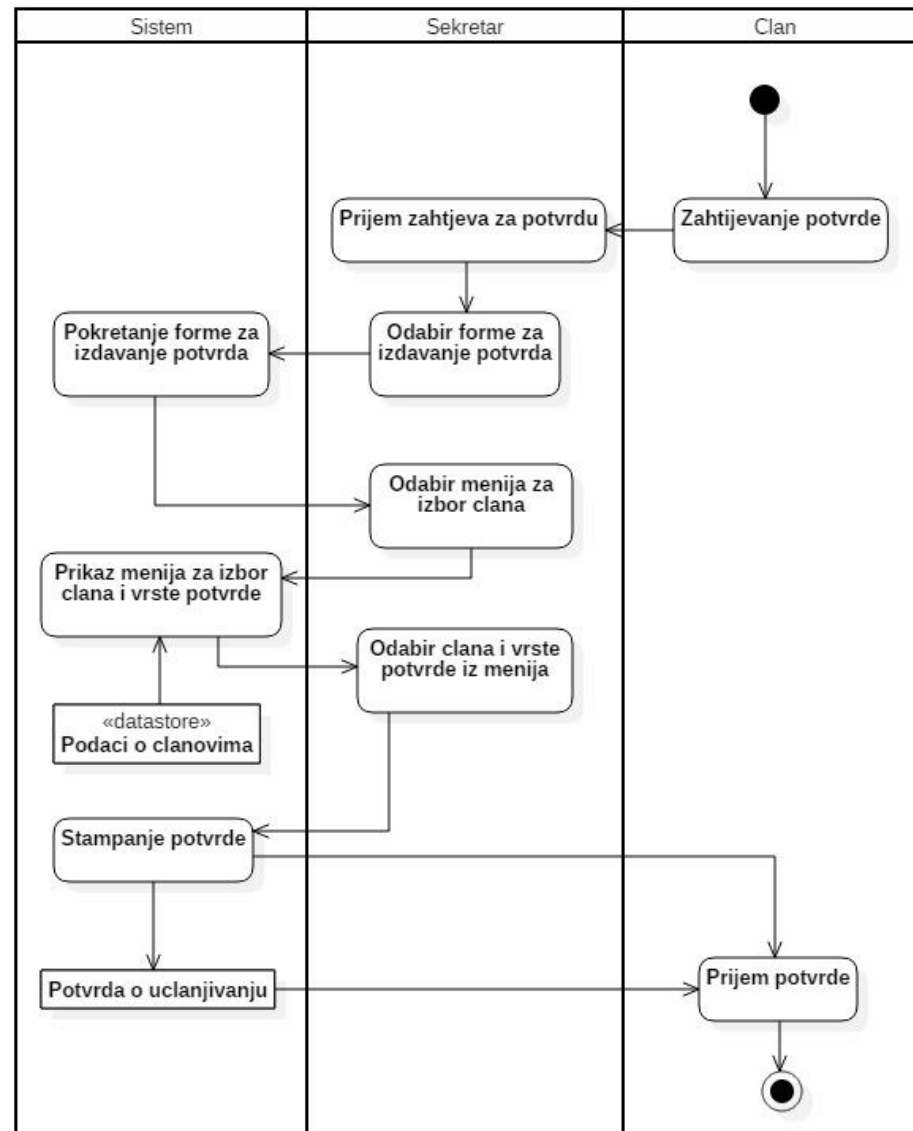 Sistem
Sekretar
Clan
Prijem zahtjeva za potvrdu
Zahtijevanje potvrde
Pokretanje forme za
izdavanje potvrda
Odabir forme za
izdavanje potvrda
Odabir menija za
izbor clana
Prikaz menija za izbor
clana i vrste potvrde
Odabir clana i vrste
potvrde iz menija
«datastore»
Podaci o clanovima
Stampanje potvrde
Prijem potvrde
Potvrda o uclanjivanju